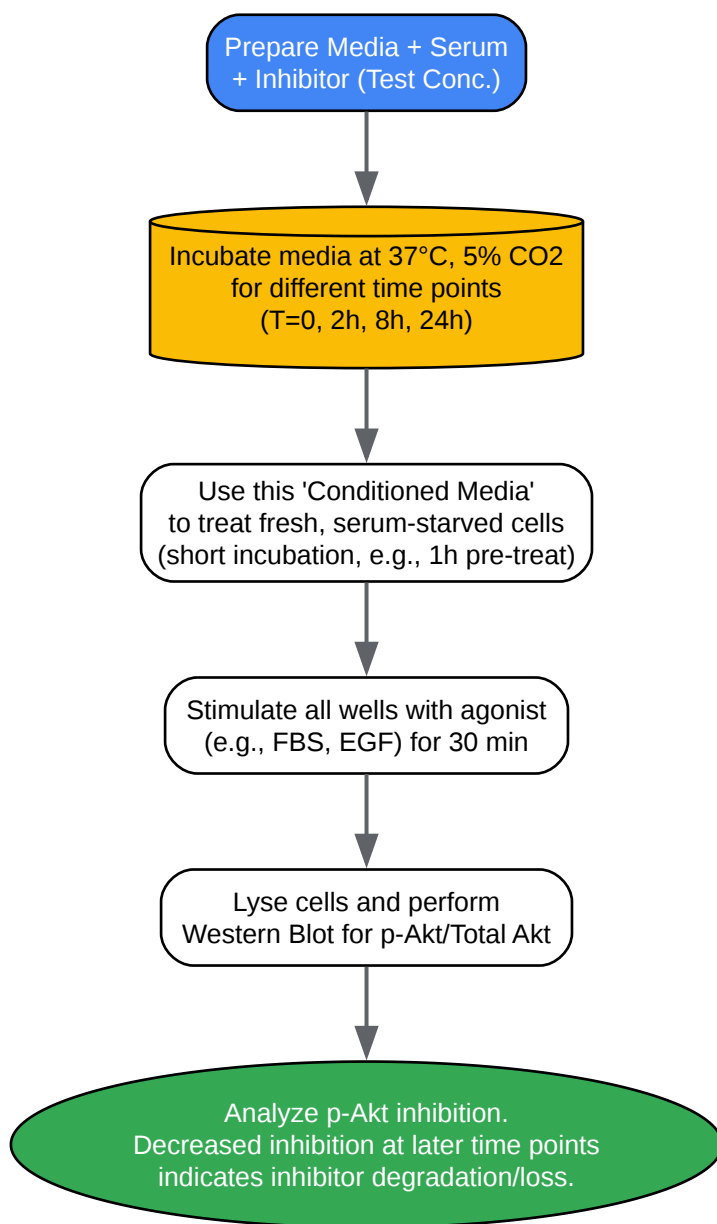 Prepare Media + Serum
+ Inhibitor (Test Conc.)
Incubate media at 37°C, 5% CO2
for different time points
(T=0, 2h, 8h, 24h)
Use this 'Conditioned Media'
to treat fresh, serum-starved cells
(short incubation, e.g., 1h pre-treat)
Stimulate all wells with agonist
(e.g., FBS, EGF) for 30 min
Lyse cells and perform
Western Blot for p-Akt/Total Akt
Analyze p-Akt inhibition.
Decreased inhibition at later time points
indicates inhibitor degradation/loss.